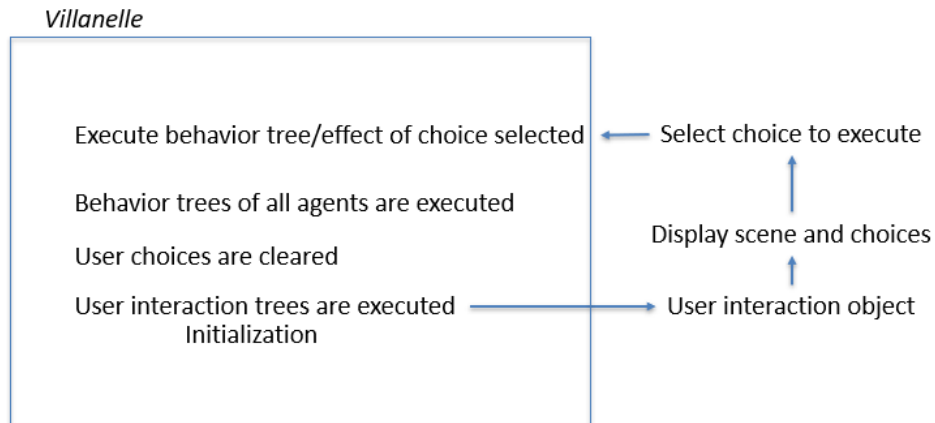 Villanelle
Execute behavior tree/effect of choice selected
Select choice to execute
Behavior trees of all agents are executed
Display scene and choices
User choices are cleared
User interaction trees are executed
User interaction object
Initialization